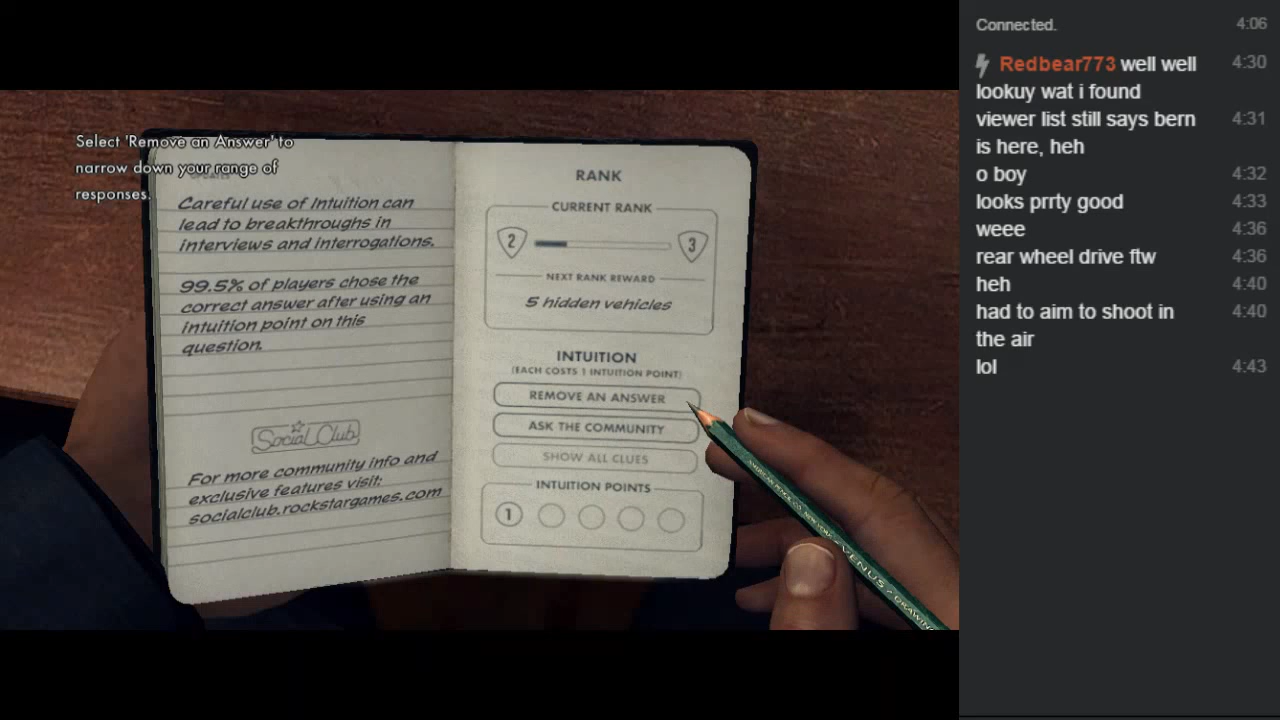 Select 'Remove an Answer' to
narrow down your range of
responses.
Careful use of Intuition can
lead to breakthroughs in
interviews and interrogations.
99.5% of players chose the
correct answer after using an
intuition point on this
question.
Social Club
For more community info and
exclusive features visit:
socialclub.rockstargames.com
RANK
CURRENT RANK
2 3
NEXT RANK REWARD
5 hidden vehicles
INTUITION
(EACH COSTS 1 INTUITION POINT)
REMOVE AN ANSWER
ASK THE COMMUNITY
SHOW ALL CLUES
INTUITION POINTS
1
VENUS
Connected. 4:06
Redbear773 well well 4:30
lookuy wat i found
viewer list still says bern 4:31
is here, heh
o boy 4:32
looks prrty good 4:33
weee 4:36
rear wheel drive ftw 4:36
heh 4:40
had to aim to shoot in 4:40
the air
lol 4:43